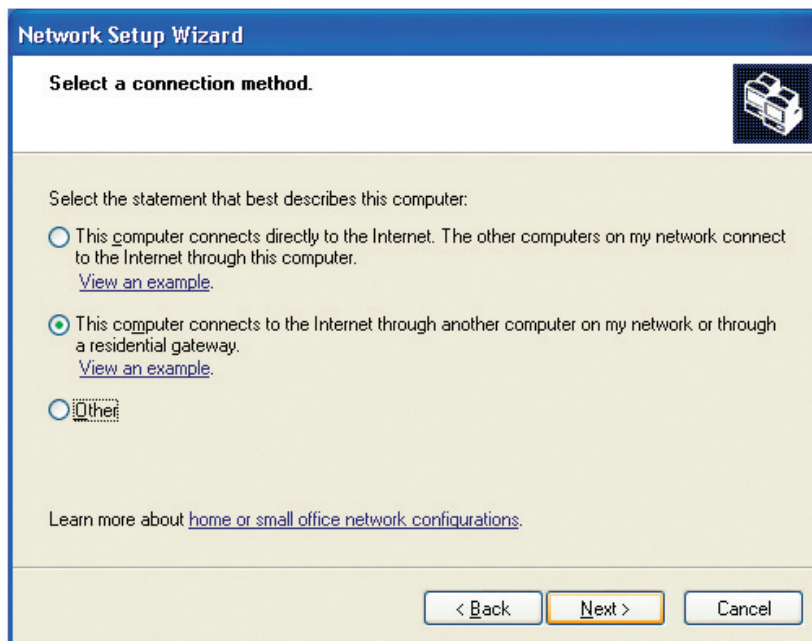 Network Setup Wizard
Select a connection method.
Select the statement that best describes this computer:
This computer connects directly to the Internet. The other computers on my network connect
to the Internet through this computer.
View an example.
This computer connects to the Internet through another computer on my network or through
a residential gateway.
View an example.
Other
Learn more about home or small office network configurations.
< Back
Next >
Cancel